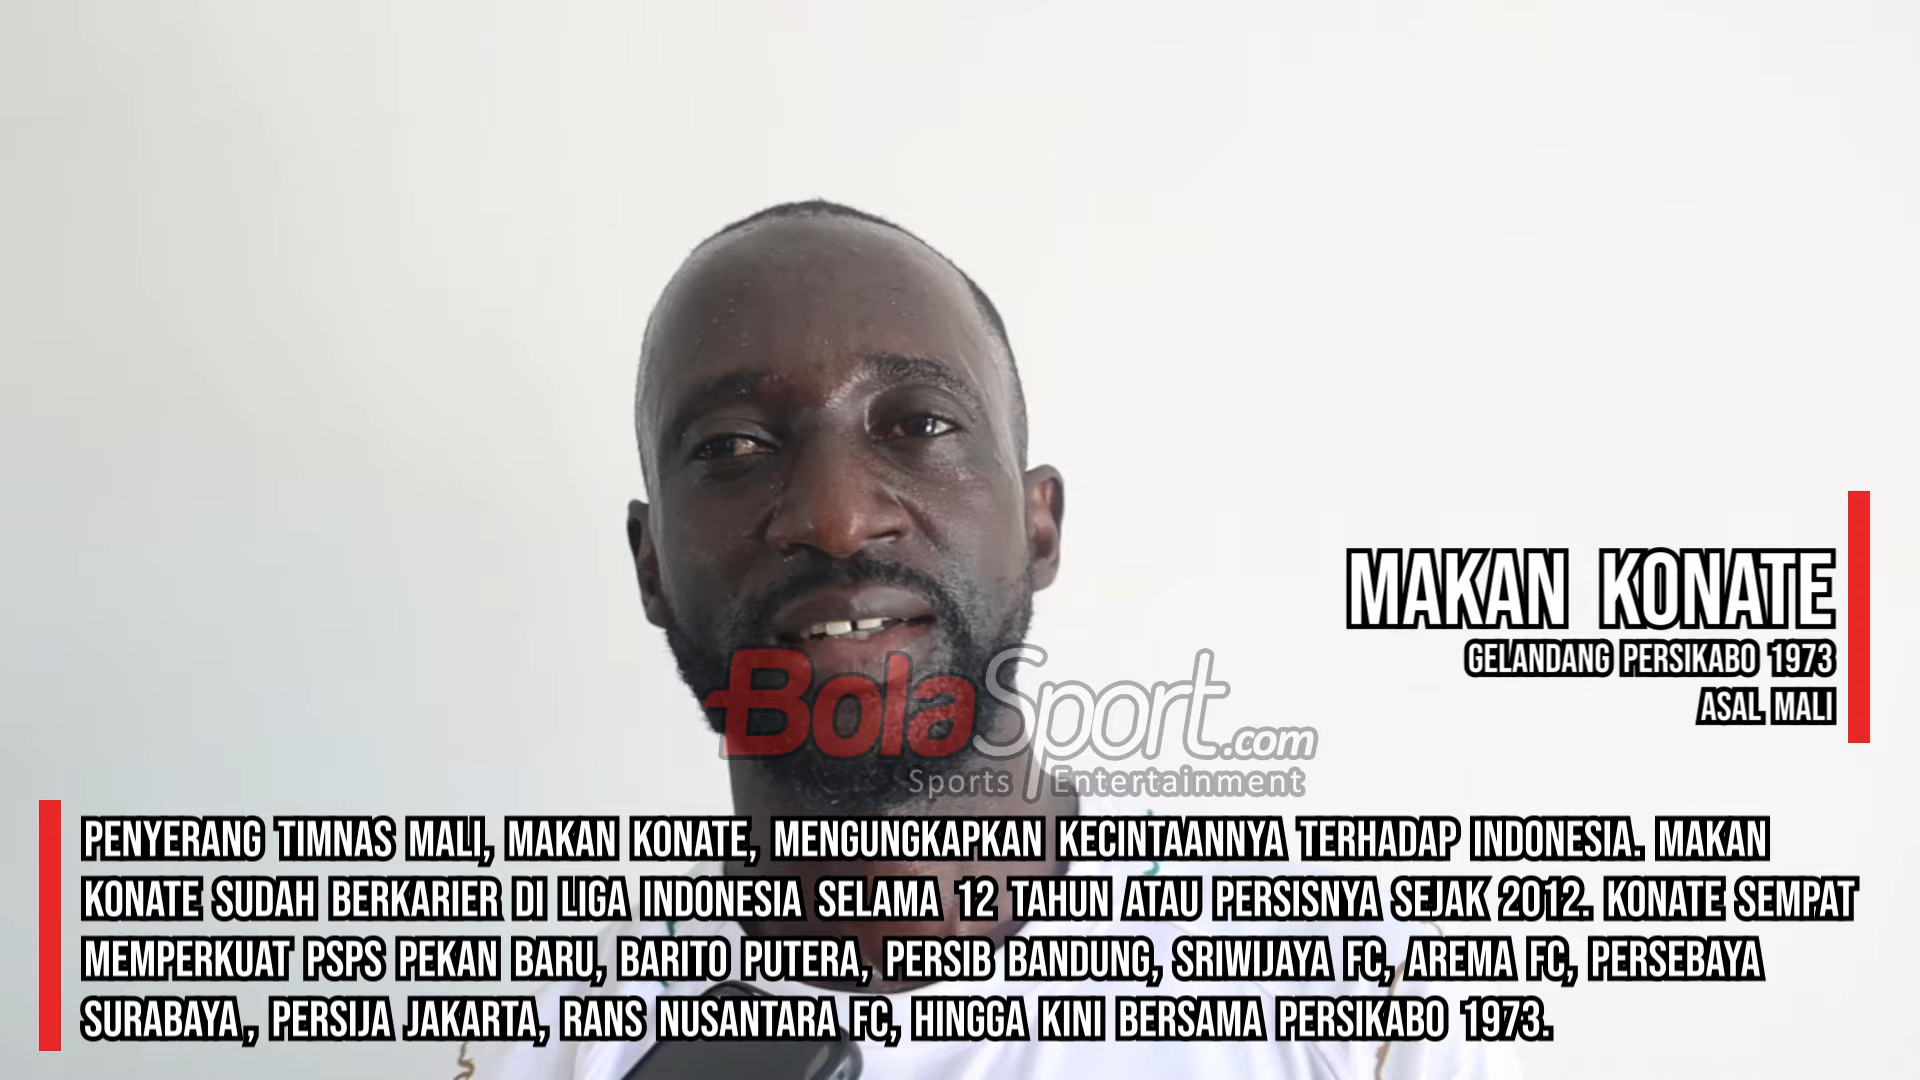 MAKAN KONATE
GELANDANG PERSIKABO 1973
ASAL MALI
BolaSport.com
Sports Entertainment
PENYERANG TIMNAS MALI, MAKAN KONATE, MENGUNGKAPKAN KECINTAANNYA TERHADAP INDONESIA. MAKAN
KONATE SUDAH BERKARIER DI LIGA INDONESIA SELAMA 12 TAHUN ATAU PERSISNYA SEJAK 2012. KONATE SEMPAT
MEMPERKUAT PSPS PEKAN BARU, BARITO PUTERA, PERSIB BANDUNG, SRIWIJAYA FC, AREMA FC, PERSEBAYA
SURABAYA, PERSIJA JAKARTA, RANS NUSANTARA FC, HINGGA KINI BERSAMA PERSIKABO 1973.